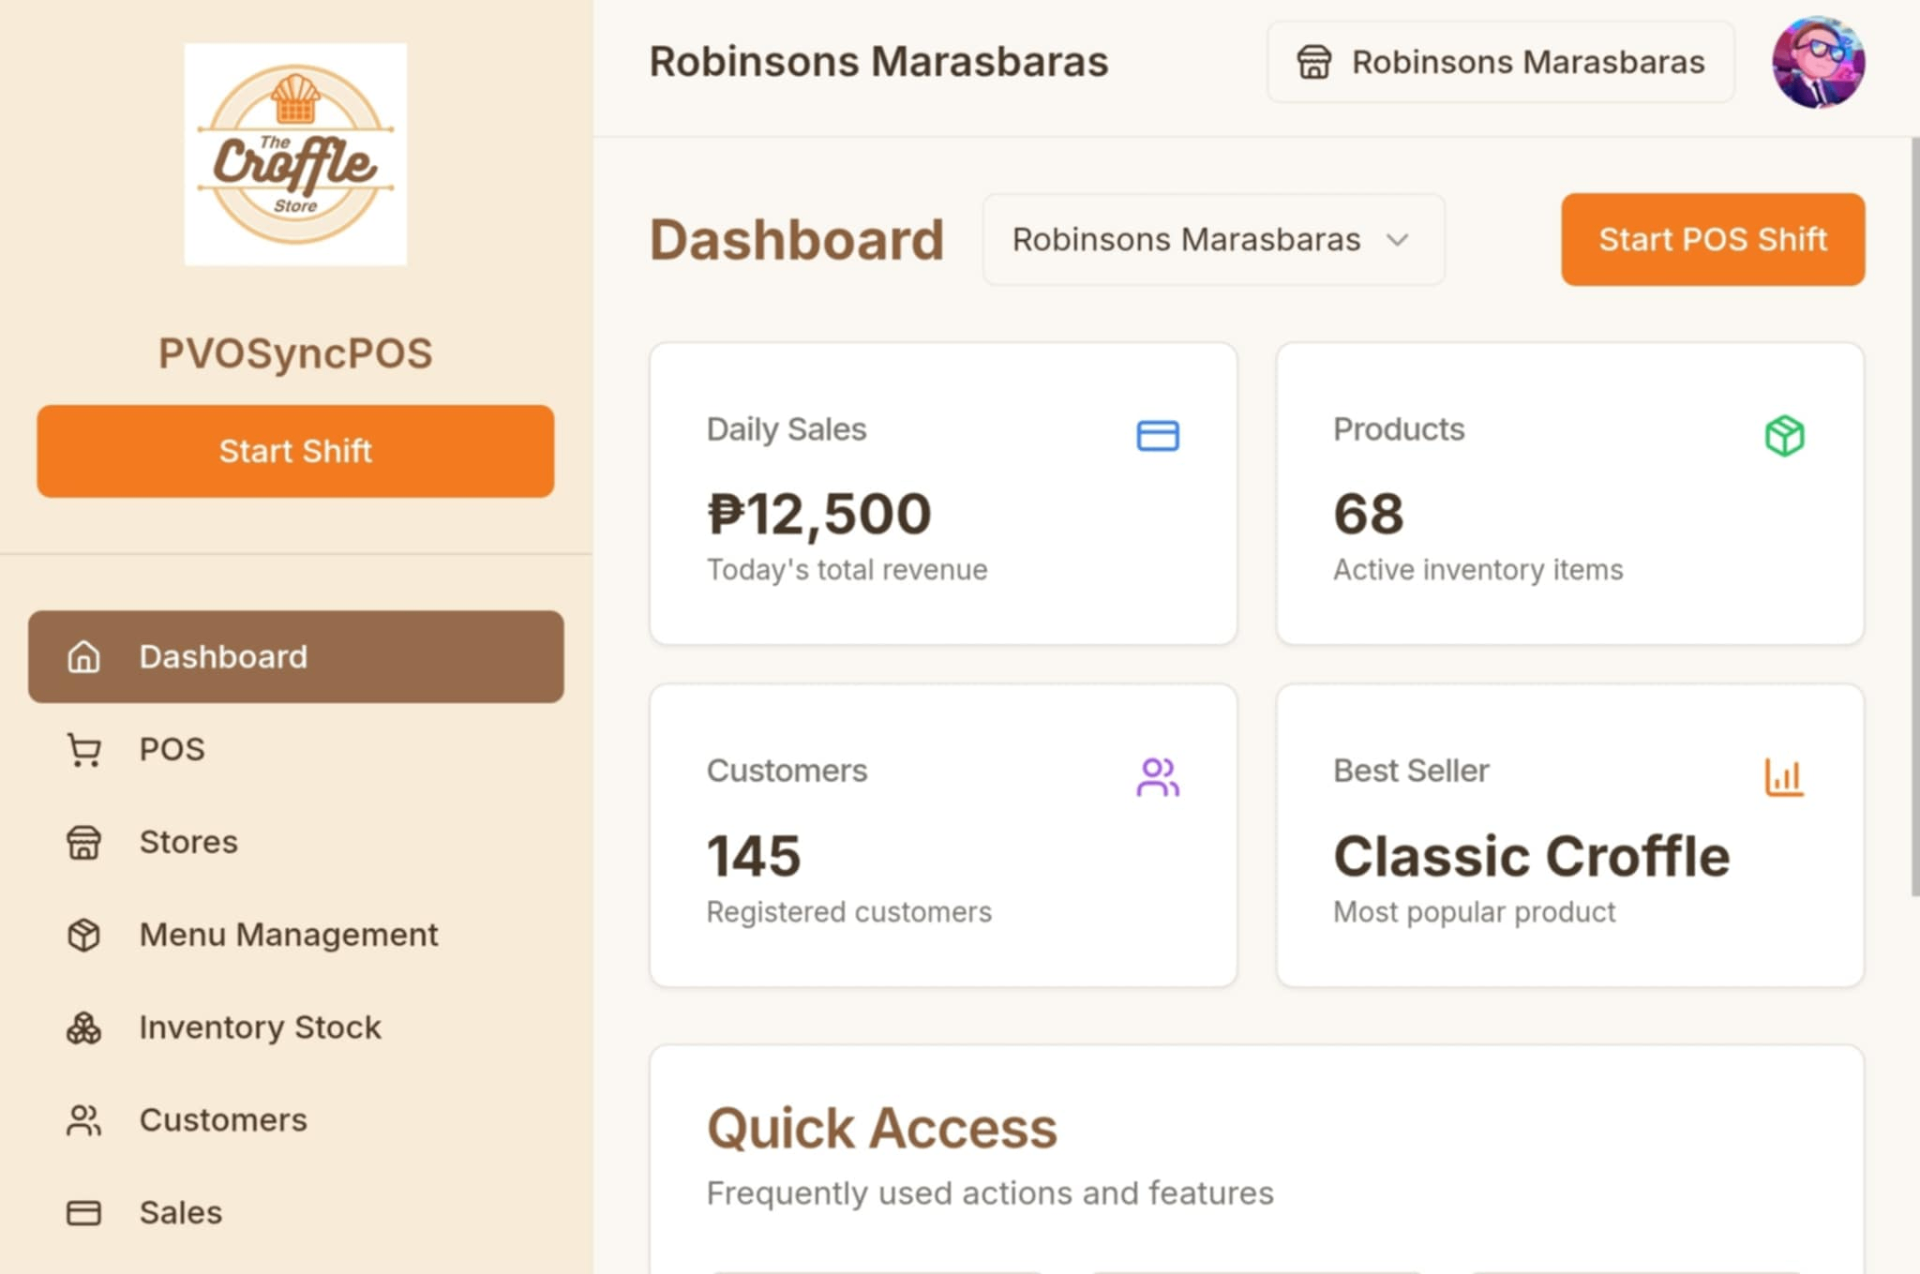 The
Croffle
Store
PVOSyncPOS
Start Shift
Dashboard
POS
Stores
Menu Management
Inventory Stock
Customers
Sales
Robinsons Marasbaras
Robinsons Marasbaras
Dashboard
Robinsons Marasbaras
Start POS Shift
Daily Sales
₱12,500
Today's total revenue
Products
68
Active inventory items
Customers
145
Registered customers
Best Seller
Classic Croffle
Most popular product
Quick Access
Frequently used actions and features